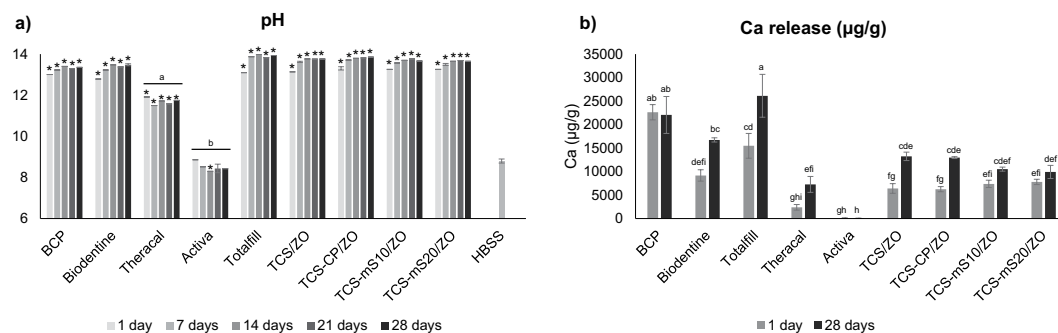 a)
pH
14
12
10
8
6
* * * * *
* * * * *
a
* * * * *
b
*
* * * * *
* * * * *
* * * * *
* * * * *
* * * * *
BCP
Biodentine
Theracal
Activa
Totalfill
TCS/ZO
TCS-CP/ZO
TCS-mS10/ZO
TCS-mS20/ZO
HBSS
1 day 7 days 14 days 21 days 28 days
b)
Ca release (µg/g)
Ca (µg/g)
35000
30000
25000
20000
15000
10000
5000
0
ab ab
defi bc
cd a
ghi efi
gh h
fg cde
fg cde
efi cdef
efi def
BCP
Biodentine
Totalfill
Theracal
Activa
TCS/ZO
TCS-CP/ZO
TCS-mS10/ZO
TCS-mS20/ZO
1 day 28 days